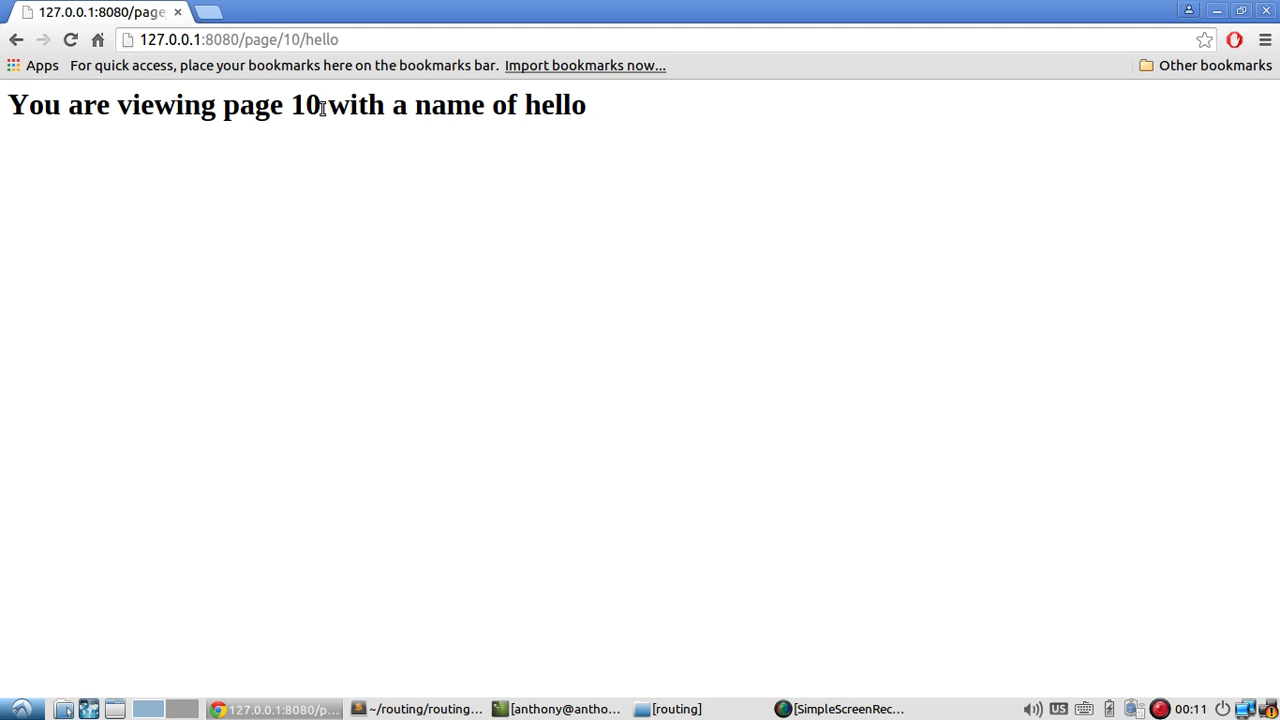 127.0.0.1:8080/page
127.0.0.1:8080/page/10/hello
Apps For quick access, place your bookmarks here on the bookmarks bar. Import bookmarks now... Other bookmarks
You are viewing page 10 with a name of hello
127.0.0.1:8080/p... ~/routing/routing... [anthony@antho... [routing] [SimpleScreenRec... US 00:11